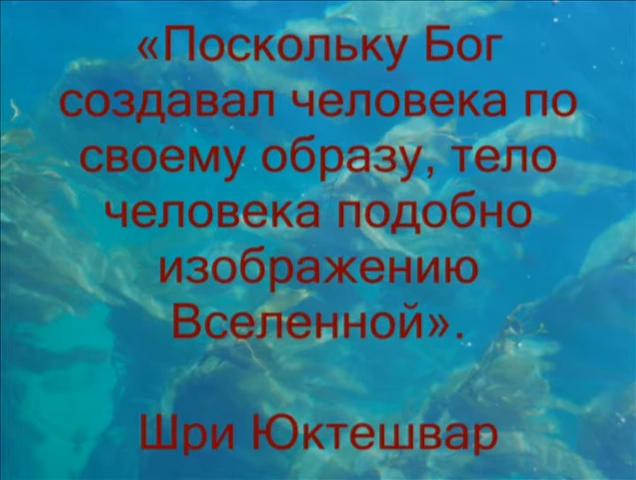 «Поскольку Бог
создавал человека по
своему образу, тело
человека подобно
изображению
Вселенной».
Шри Юктешвар